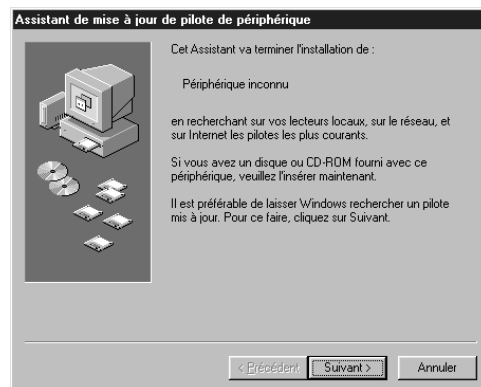 Assistant de mise à jour de pilote de périphérique
Cet Assistant va terminer l'installation de :
Périphérique inconnu
en recherchant sur vos lecteurs locaux, sur le réseau, et
sur Internet les pilotes les plus courants.
Si vous avez un disque ou CD-ROM fourni avec ce
périphérique, veuillez l'insérer maintenant.
Il est préférable de laisser Windows rechercher un pilote
mis à jour. Pour ce faire, cliquez sur Suivant.
< Précédent Suivant > Annuler